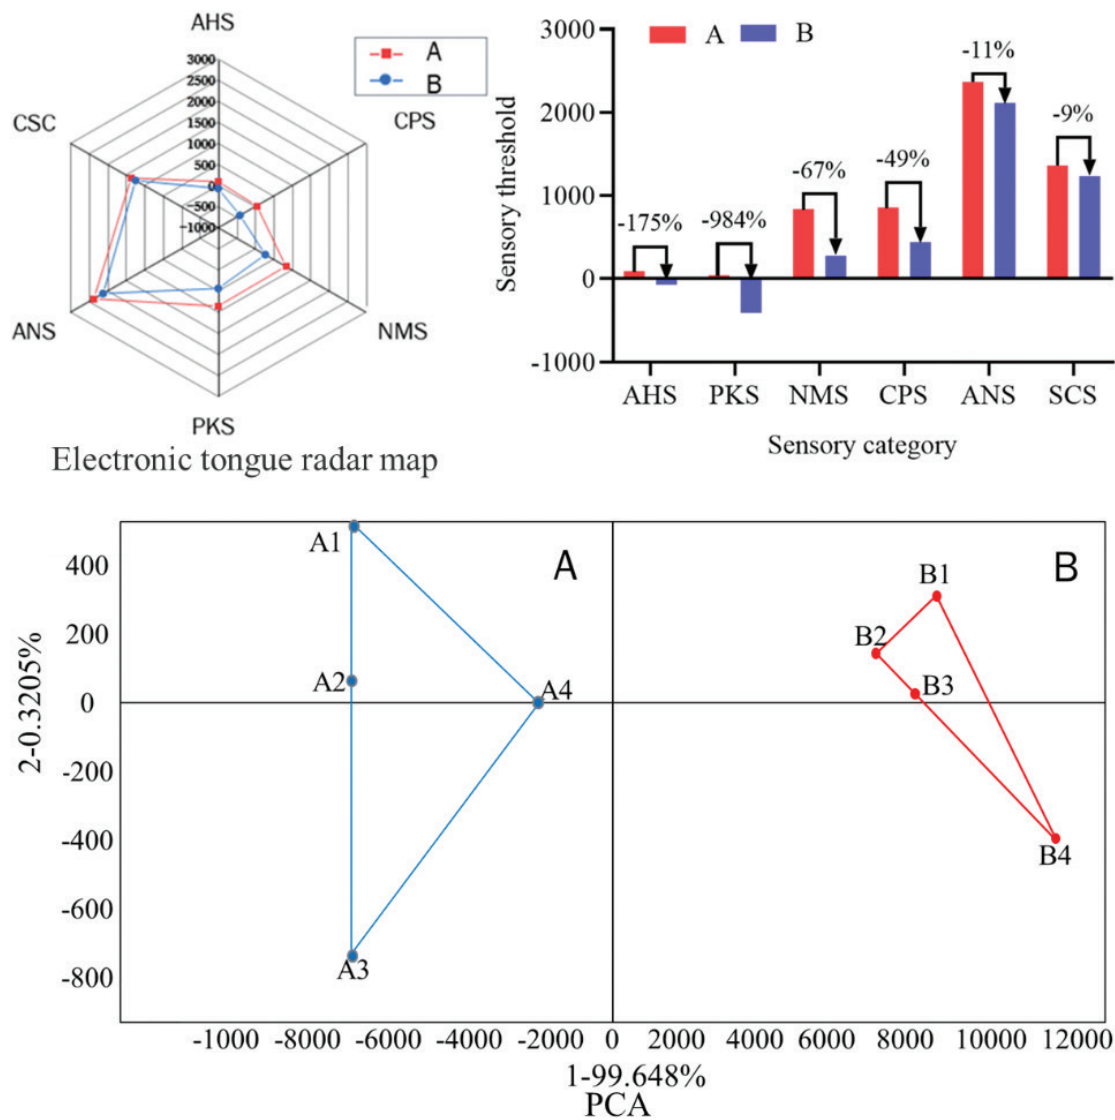 AHS
3000
2500
2000
1000
500
0
-500
-1000
A
B
CSC
CPS
ANS
NMS
PKS
Electronic tongue radar map
A B
3000
2000
1000
0
-1000
Sensory threshold
-175%
-984%
-67%
-49%
-11%
-9%
AHS PKS NMS CPS ANS SCS
Sensory category
A B
A1
A2
A3
A4
B1
B2
B3
B4
400
200
0
-200
-400
-600
-800
2-0.3205%
-1000 -6000 -4000 -2000 0 2000 4000 6000 8000 10000 12000
1-99.648%
PCA